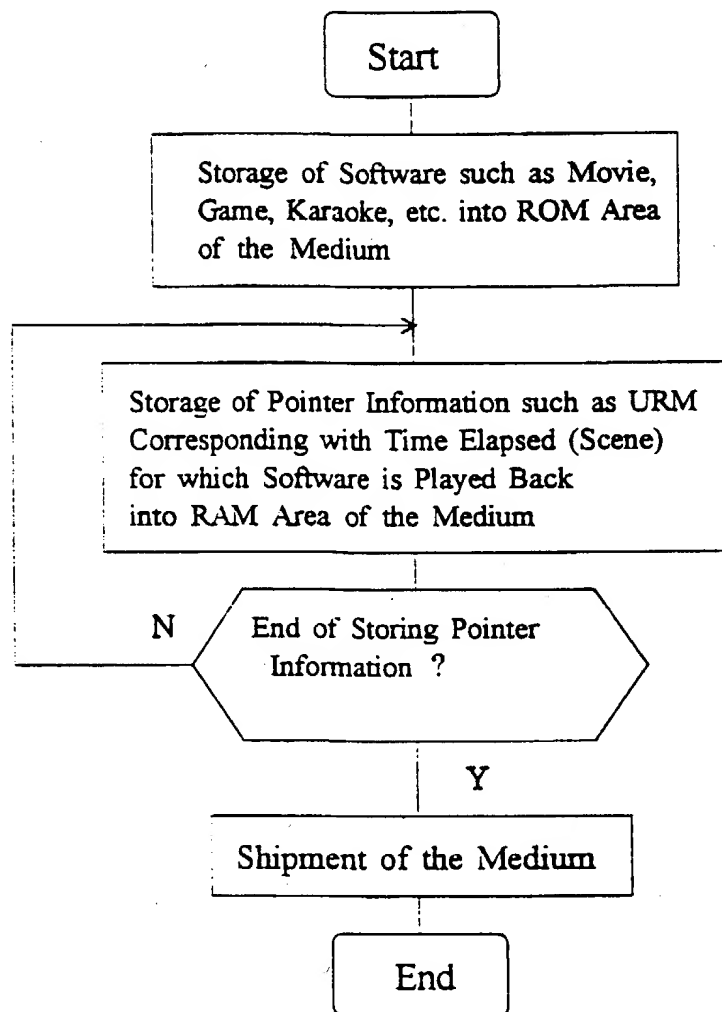 Start
Storage of Software such as Movie,
Game, Karaoke, etc. into ROM Area
of the Medium
Storage of Pointer Information such as URM
Corresponding with Time Elapsed (Scene)
for which Software is Played Back
into RAM Area of the Medium
N
End of Storing Pointer
Information ?
Y
Shipment of the Medium
End